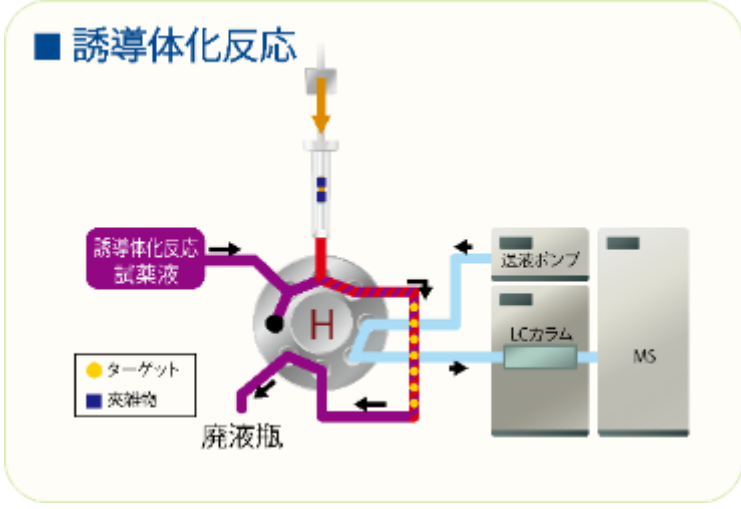 ■ 誘導体化反応
誘導体化反応
試薬液
送液ポンプ
H
LCカラム
MS
ターゲット
夾雑物
廃液瓶